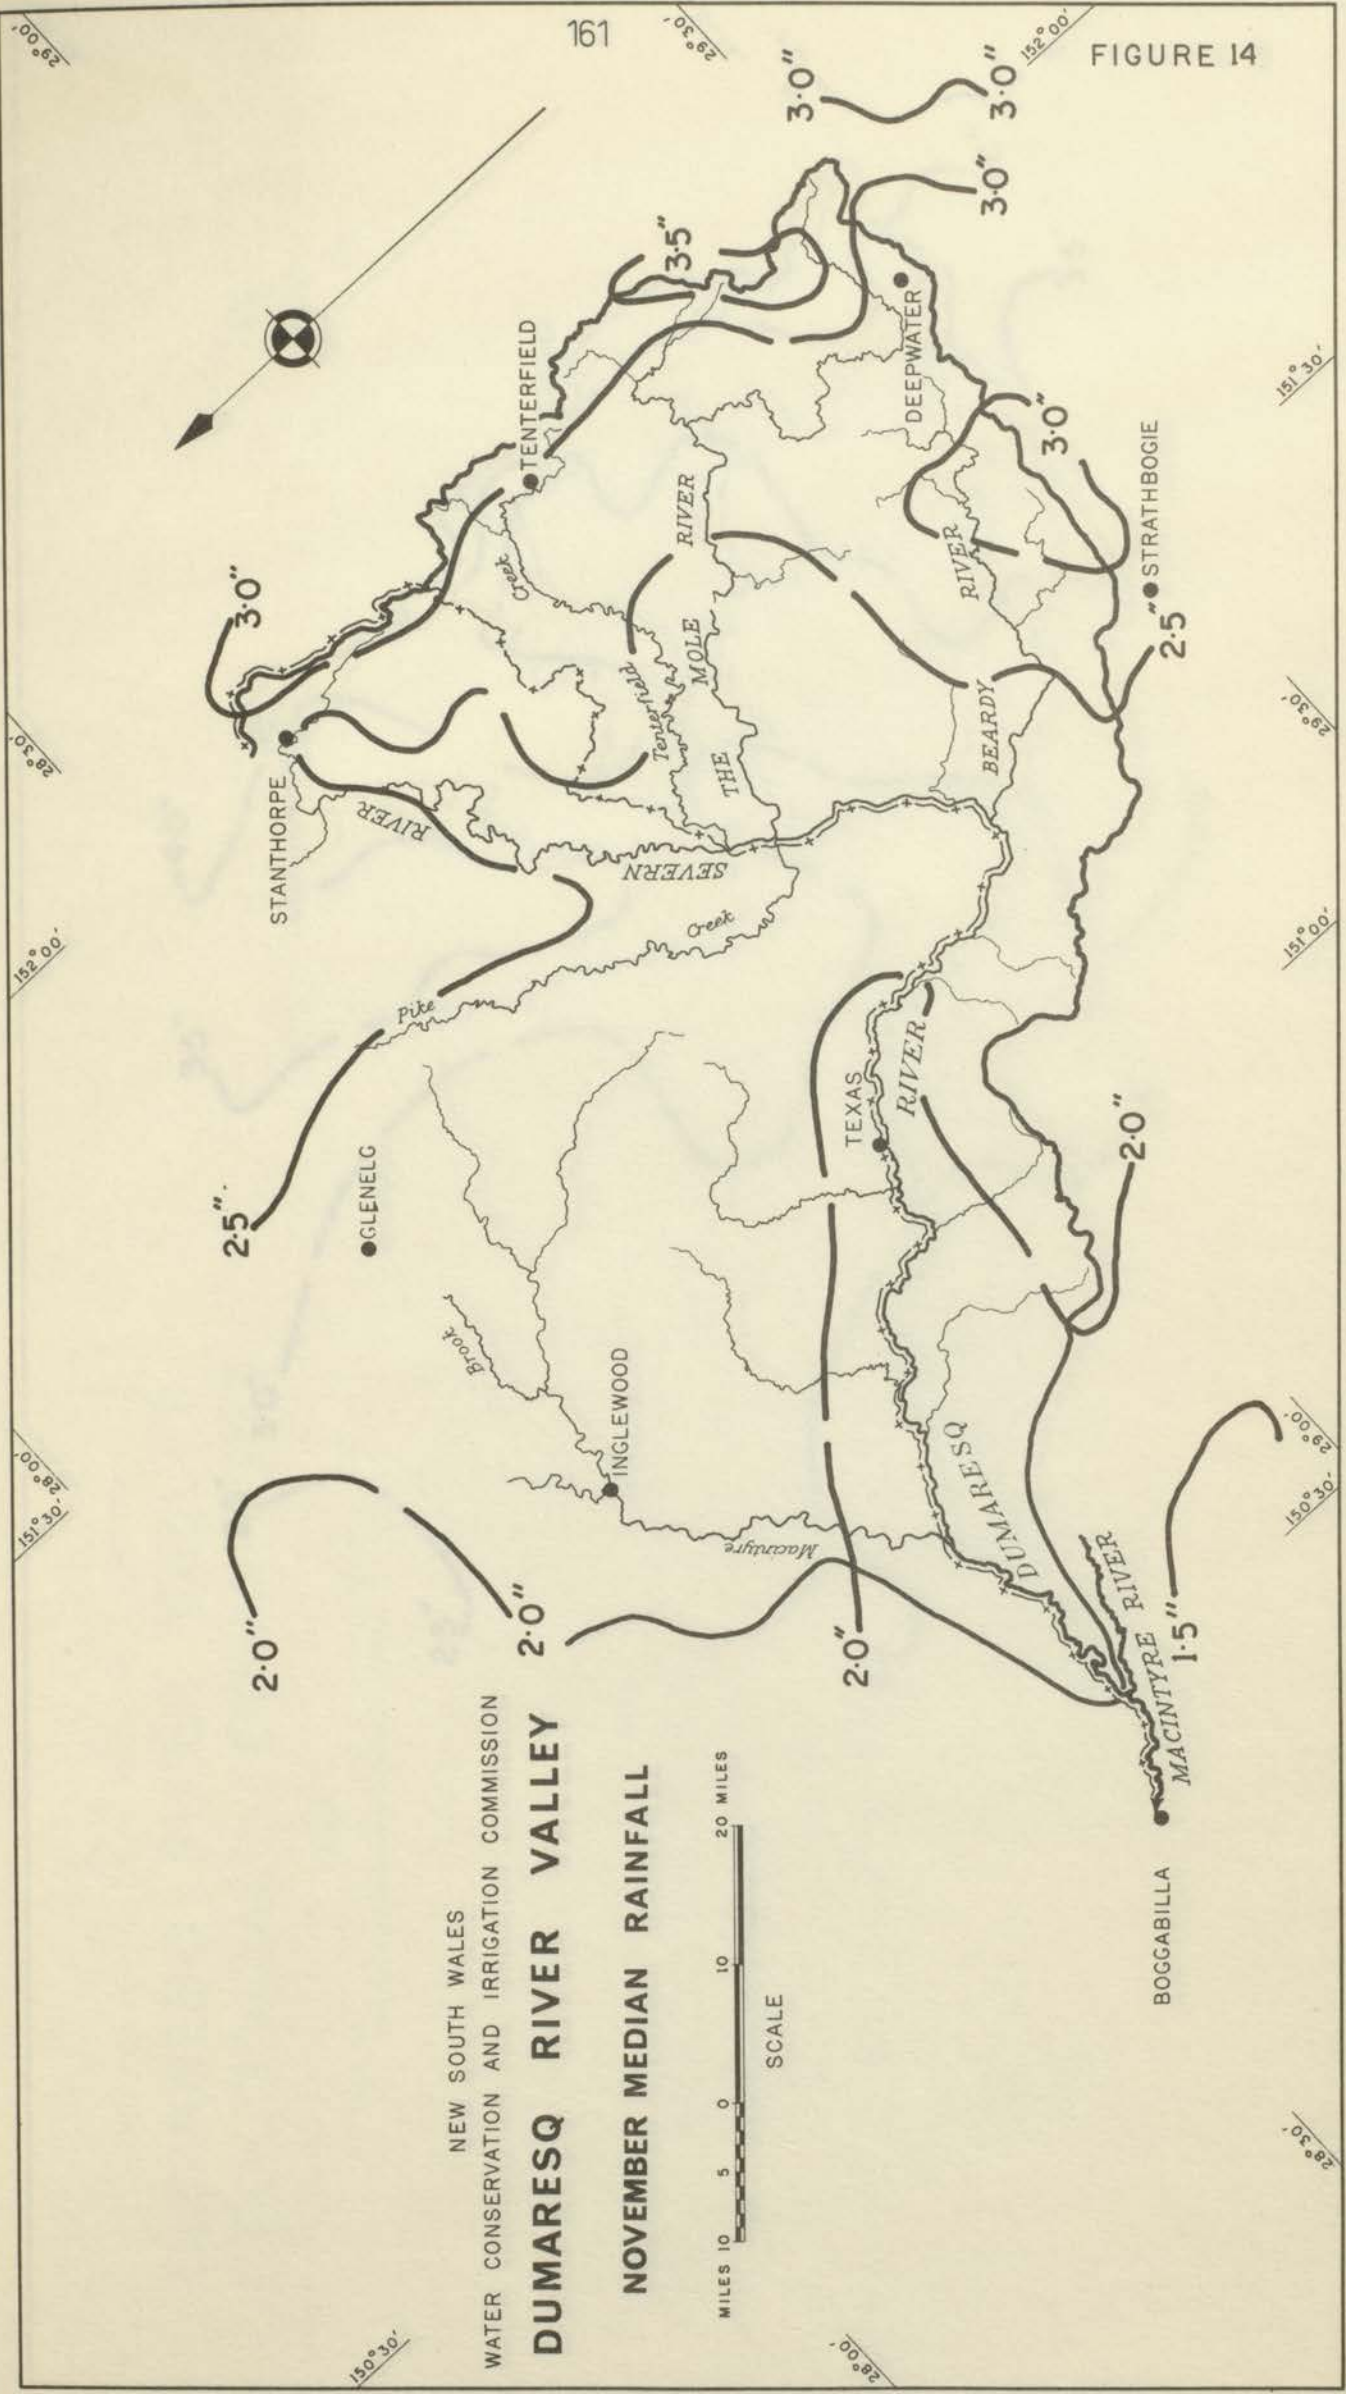 161
FIGURE 14
NEW SOUTH WALES
WATER CONSERVATION AND IRRIGATION COMMISSION
DUMARESQ RIVER VALLEY
NOVEMBER MEDIAN RAINFALL
MILES 10 5 0 10 20 MILES
SCALE
150°30'
28°00'
151°30'
28°00'
152°00'
28°30'
29°00'
29°30'
152°00'
151°30'
29°30'
151°00'
29°00'
150°30'
28°30'
2·0"
2·0"
2·0"
2·5".
3·0"
3·5"
3·0"
3·0"
3·0"
3·0"
2·5"
2·0"
1·5"
STANTHORPE
GLENELG
INGLEWOOD
TENTERFIELD
DEEPWATER
STRATHBOGIE
TEXAS
BOGGABILLA
Brook
Macintyre
Pike
Creek
SEVERN
RIVER
Tenterfield
Creek
THE
MOLE
RIVER
BEARDY
RIVER
DUMARESQ
RIVER
MACINTYRE RIVER